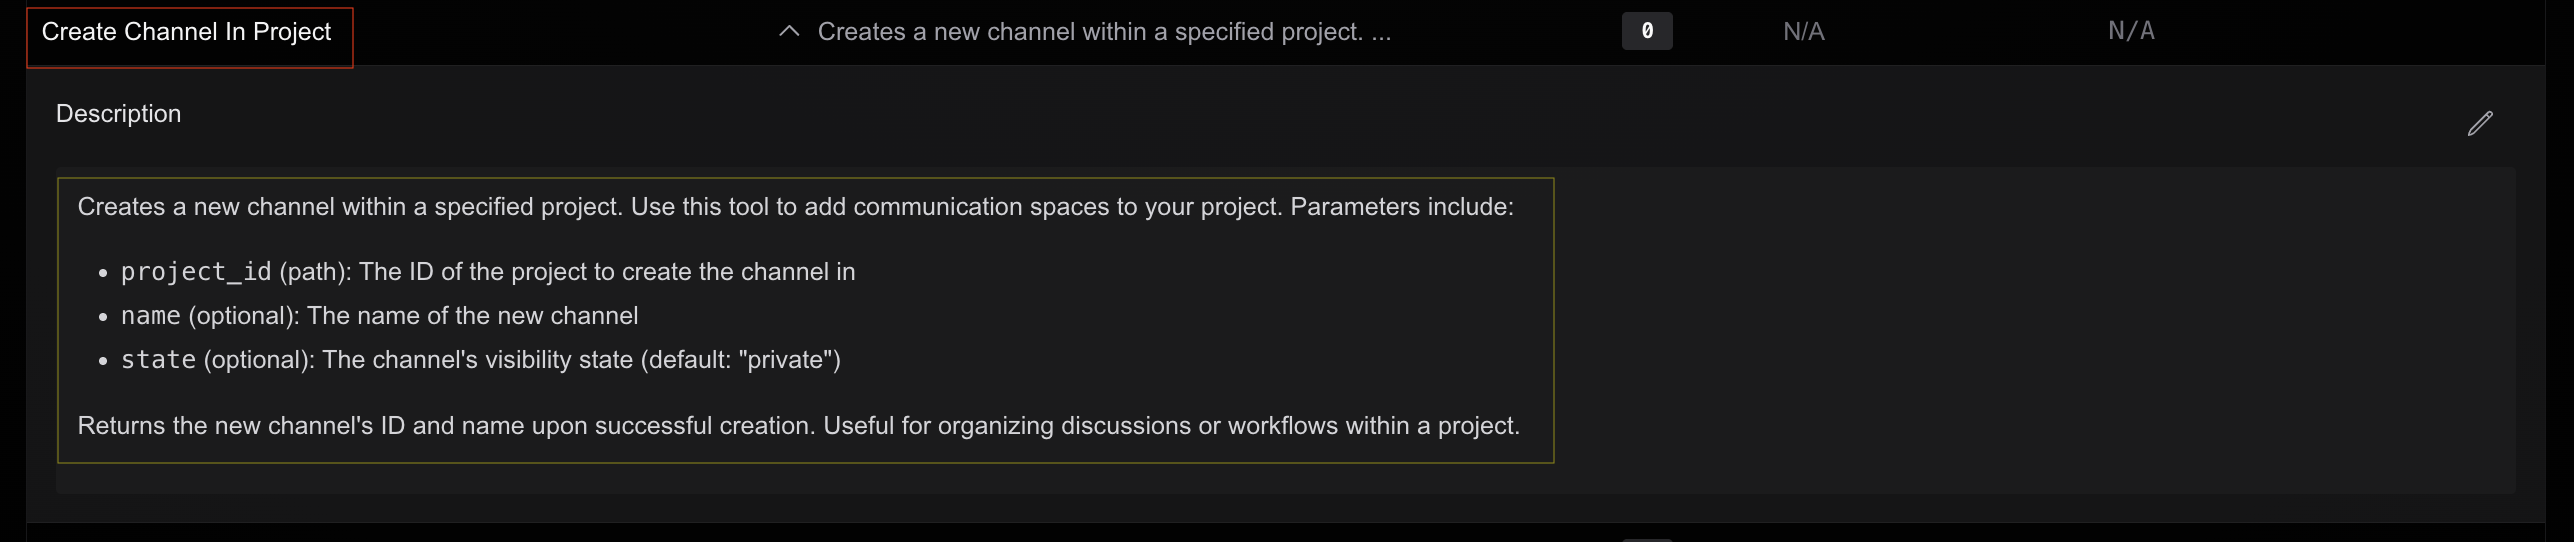 Create Channel In Project
Creates a new channel within a specified project. ...
0
N/A
N/A
Description
Creates a new channel within a specified project. Use this tool to add communication spaces to your project. Parameters include:
• project_id (path): The ID of the project to create the channel in
• name (optional): The name of the new channel
• state (optional): The channel's visibility state (default: "private")
Returns the new channel's ID and name upon successful creation. Useful for organizing discussions or workflows within a project.